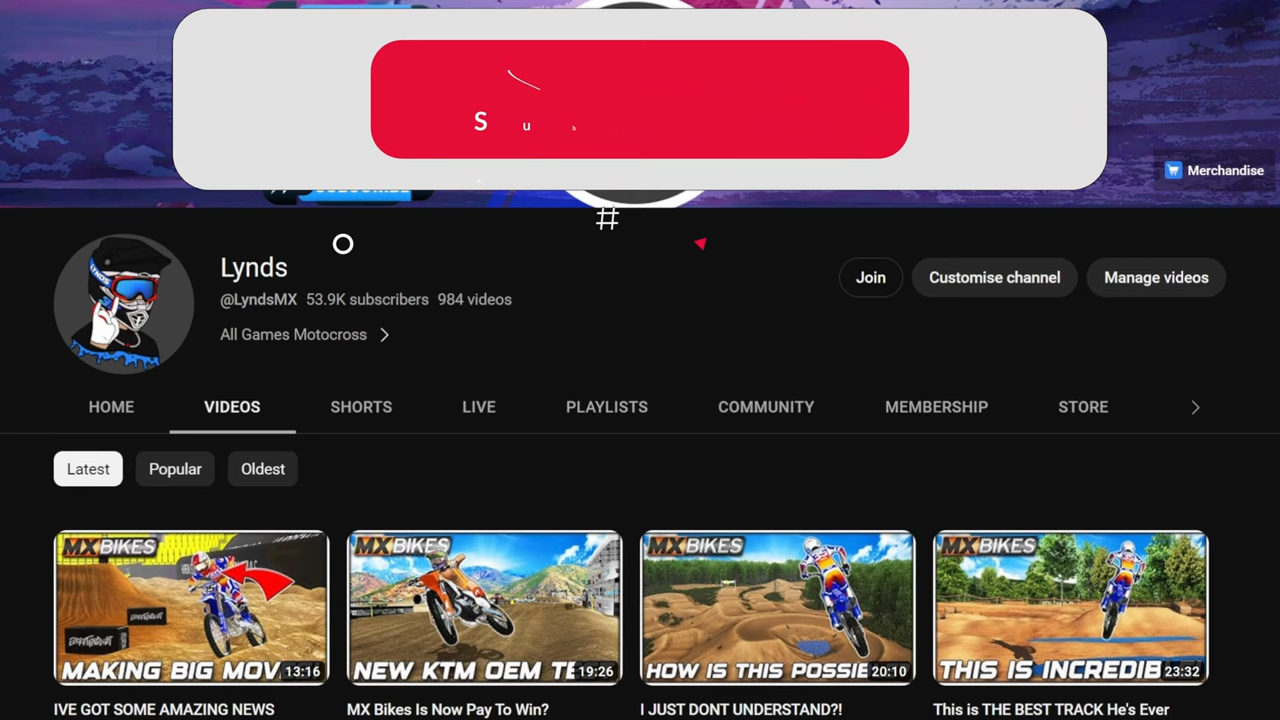 S u b
Merchandise
#
Lynds
@LyndsMX 53.9K subscribers 984 videos
All Games Motocross
Join
Customise channel
Manage videos
HOME
VIDEOS
SHORTS
LIVE
PLAYLISTS
COMMUNITY
MEMBERSHIP
STORE
Latest
Popular
Oldest
MX BIKES
MX BIKES
MX BIKES
MX BIKES
MAKING BIG MOV
13:16
NEW KTM OEM TE
19:26
HOW IS THIS POSSIE
20:10
THIS IS INCREDIB
23:32
IVE GOT SOME AMAZING NEWS
MX Bikes Is Now Pay To Win?
I JUST DONT UNDERSTAND?!
This is THE BEST TRACK He's Ever